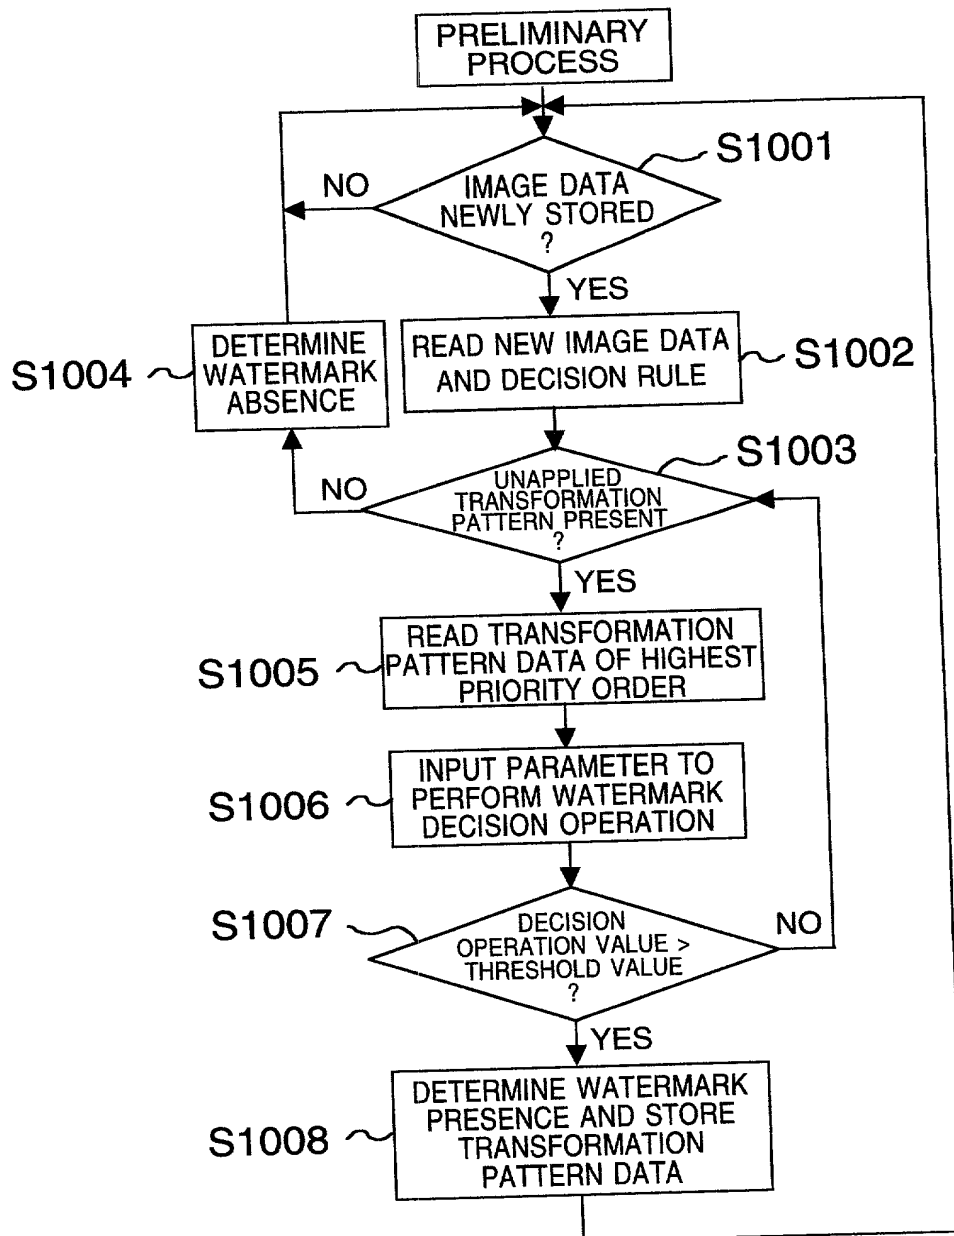 PRELIMINARY
PROCESS
S1001
NO
IMAGE DATA
NEWLY STORED
?
YES
DETERMINE
WATERMARK
ABSENCE
S1004
READ NEW IMAGE DATA
AND DECISION RULE
S1002
S1003
NO
UNAPPLIED
TRANSFORMATION
PATTERN PRESENT
?
YES
READ TRANSFORMATION
PATTERN DATA OF HIGHEST
PRIORITY ORDER
S1005
INPUT PARAMETER TO
PERFORM WATERMARK
DECISION OPERATION
S1006
S1007
DECISION
OPERATION VALUE >
THRESHOLD VALUE
?
NO
YES
DETERMINE WATERMARK
PRESENCE AND STORE
TRANSFORMATION
PATTERN DATA
S1008